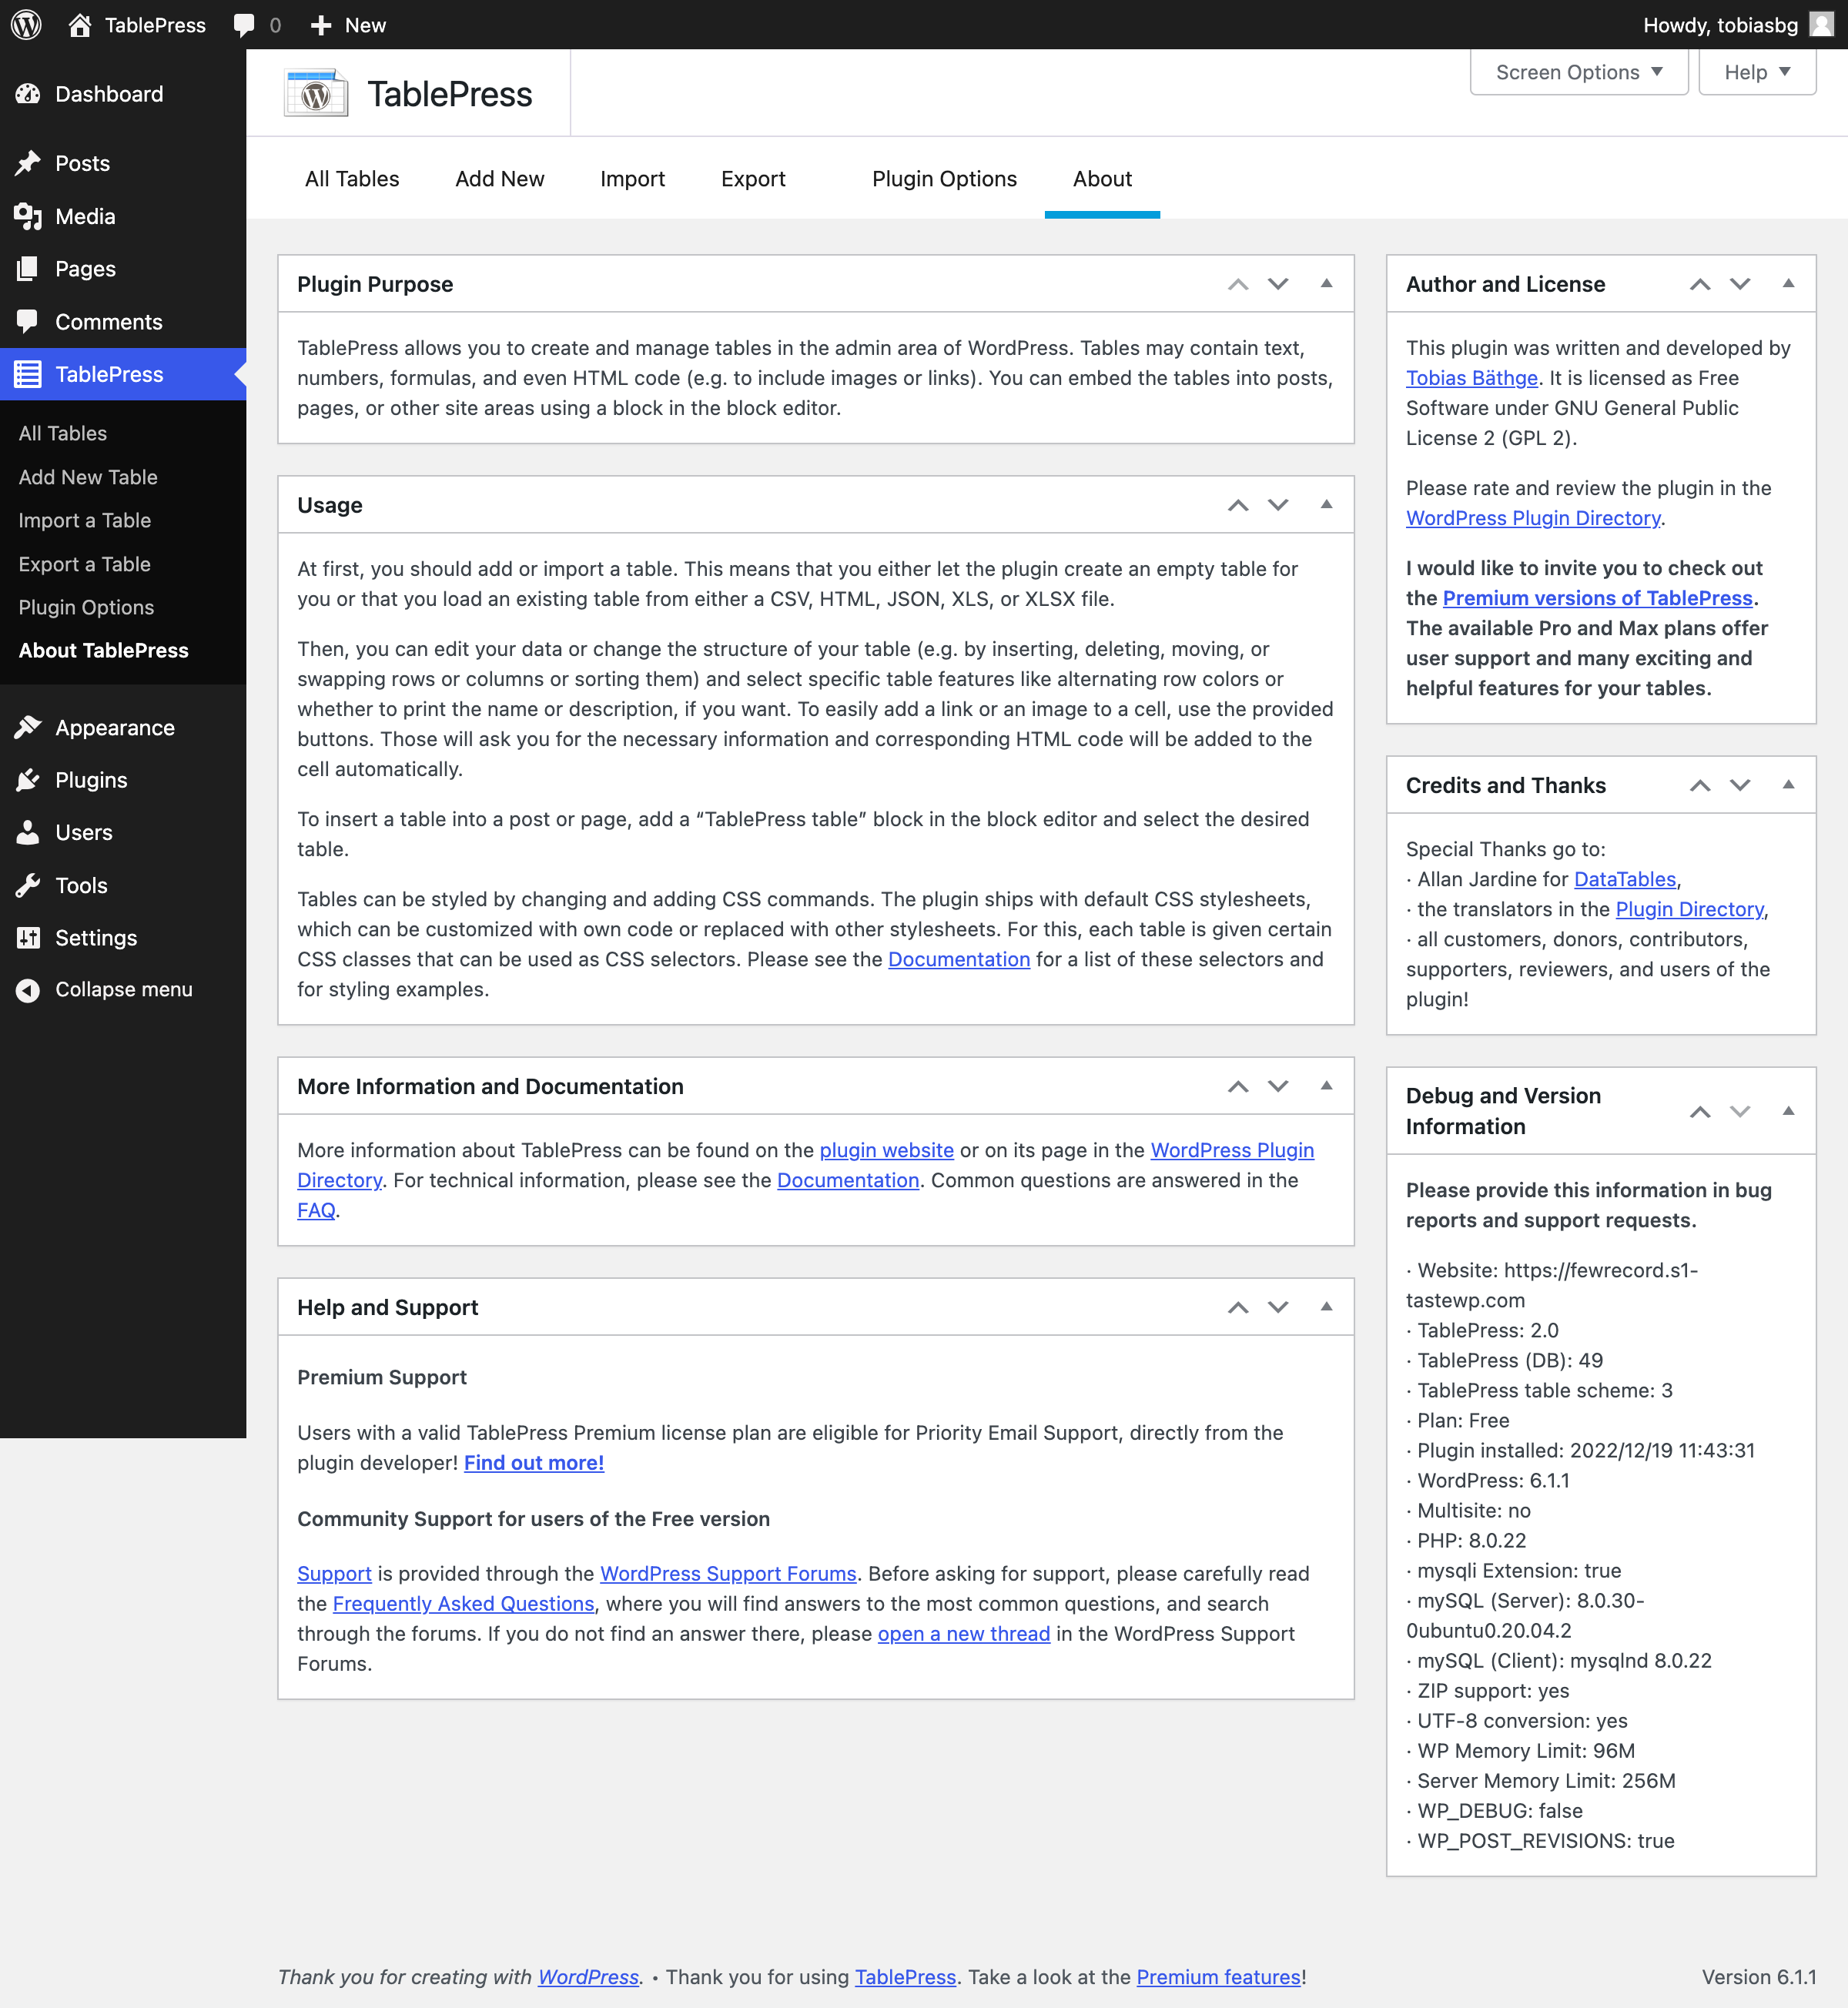 TablePress
0
New
Howdy, tobiasbg
Dashboard
Posts
Media
Pages
Comments
TablePress
All Tables
Add New Table
Import a Table
Export a Table
Plugin Options
About TablePress
Appearance
Plugins
Users
Tools
Settings
Collapse menu
TablePress
Screen Options
Help
All Tables
Add New
Import
Export
Plugin Options
About
Plugin Purpose
TablePress allows you to create and manage tables in the admin area of WordPress. Tables may contain text,
numbers, formulas, and even HTML code (e.g. to include images or links). You can embed the tables into posts,
pages, or other site areas using a block in the block editor.
Usage
At first, you should add or import a table. This means that you either let the plugin create an empty table for
you or that you load an existing table from either a CSV, HTML, JSON, XLS, or XLSX file.
Then, you can edit your data or change the structure of your table (e.g. by inserting, deleting, moving, or
swapping rows or columns or sorting them) and select specific table features like alternating row colors or
whether to print the name or description, if you want. To easily add a link or an image to a cell, use the provided
buttons. Those will ask you for the necessary information and corresponding HTML code will be added to the
cell automatically.
To insert a table into a post or page, add a “TablePress table” block in the block editor and select the desired
table.
Tables can be styled by changing and adding CSS commands. The plugin ships with default CSS stylesheets,
which can be customized with own code or replaced with other stylesheets. For this, each table is given certain
CSS classes that can be used as CSS selectors. Please see the Documentation for a list of these selectors and
for styling examples.
More Information and Documentation
More information about TablePress can be found on the plugin website or on its page in the WordPress Plugin
Directory. For technical information, please see the Documentation. Common questions are answered in the
FAQ.
Help and Support
Premium Support
Users with a valid TablePress Premium license plan are eligible for Priority Email Support, directly from the
plugin developer! Find out more!
Community Support for users of the Free version
Support is provided through the WordPress Support Forums. Before asking for support, please carefully read
the Frequently Asked Questions, where you will find answers to the most common questions, and search
through the forums. If you do not find an answer there, please open a new thread in the WordPress Support
Forums.
Author and License
This plugin was written and developed by
Tobias Bäthge. It is licensed as Free
Software under GNU General Public
License 2 (GPL 2).
Please rate and review the plugin in the
WordPress Plugin Directory.
I would like to invite you to check out
the Premium versions of TablePress.
The available Pro and Max plans offer
user support and many exciting and
helpful features for your tables.
Credits and Thanks
Special Thanks go to:
· Allan Jardine for DataTables,
· the translators in the Plugin Directory,
· all customers, donors, contributors,
supporters, reviewers, and users of the
plugin!
Debug and Version
Information
Please provide this information in bug
reports and support requests.
· Website: https://fewrecord.s1-
tastewp.com
· TablePress: 2.0
· TablePress (DB): 49
· TablePress table scheme: 3
· Plan: Free
· Plugin installed: 2022/12/19 11:43:31
· WordPress: 6.1.1
· Multisite: no
· PHP: 8.0.22
· mysqli Extension: true
· mySQL (Server): 8.0.30-
0ubuntu0.20.04.2
· mySQL (Client): mysqlnd 8.0.22
· ZIP support: yes
· UTF-8 conversion: yes
· WP Memory Limit: 96M
· Server Memory Limit: 256M
· WP_DEBUG: false
· WP_POST_REVISIONS: true
Thank you for creating with WordPress. • Thank you for using TablePress. Take a look at the Premium features!
Version 6.1.1